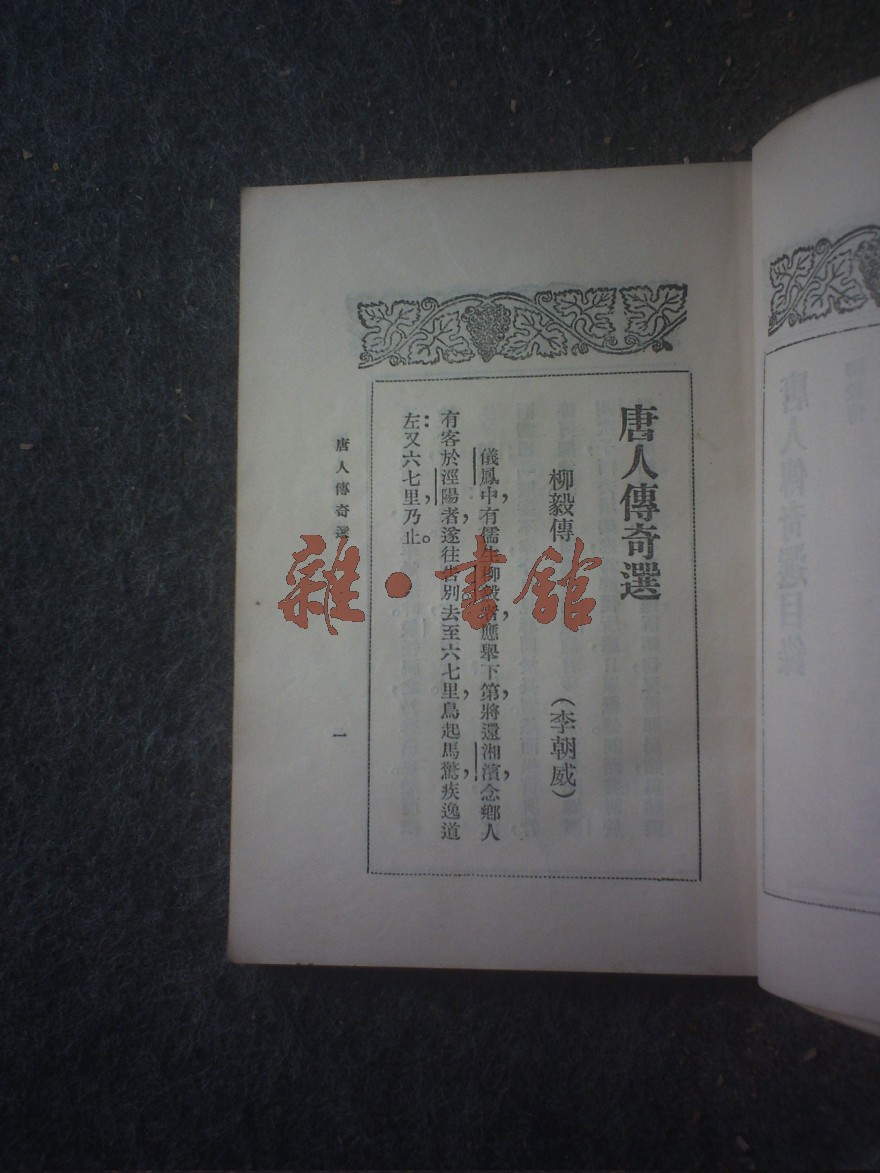 唐人傳奇選
柳毅傳
(李朝威)
儀鳳中,有儒生柳毅者,應舉下第,將還湘濱,念鄉人
有客於涇陽者,遂往告別。去至六七里,鳥起馬驚,疾逸道
左:又六七里,乃止。
唐人傳奇選
一
雜·書館